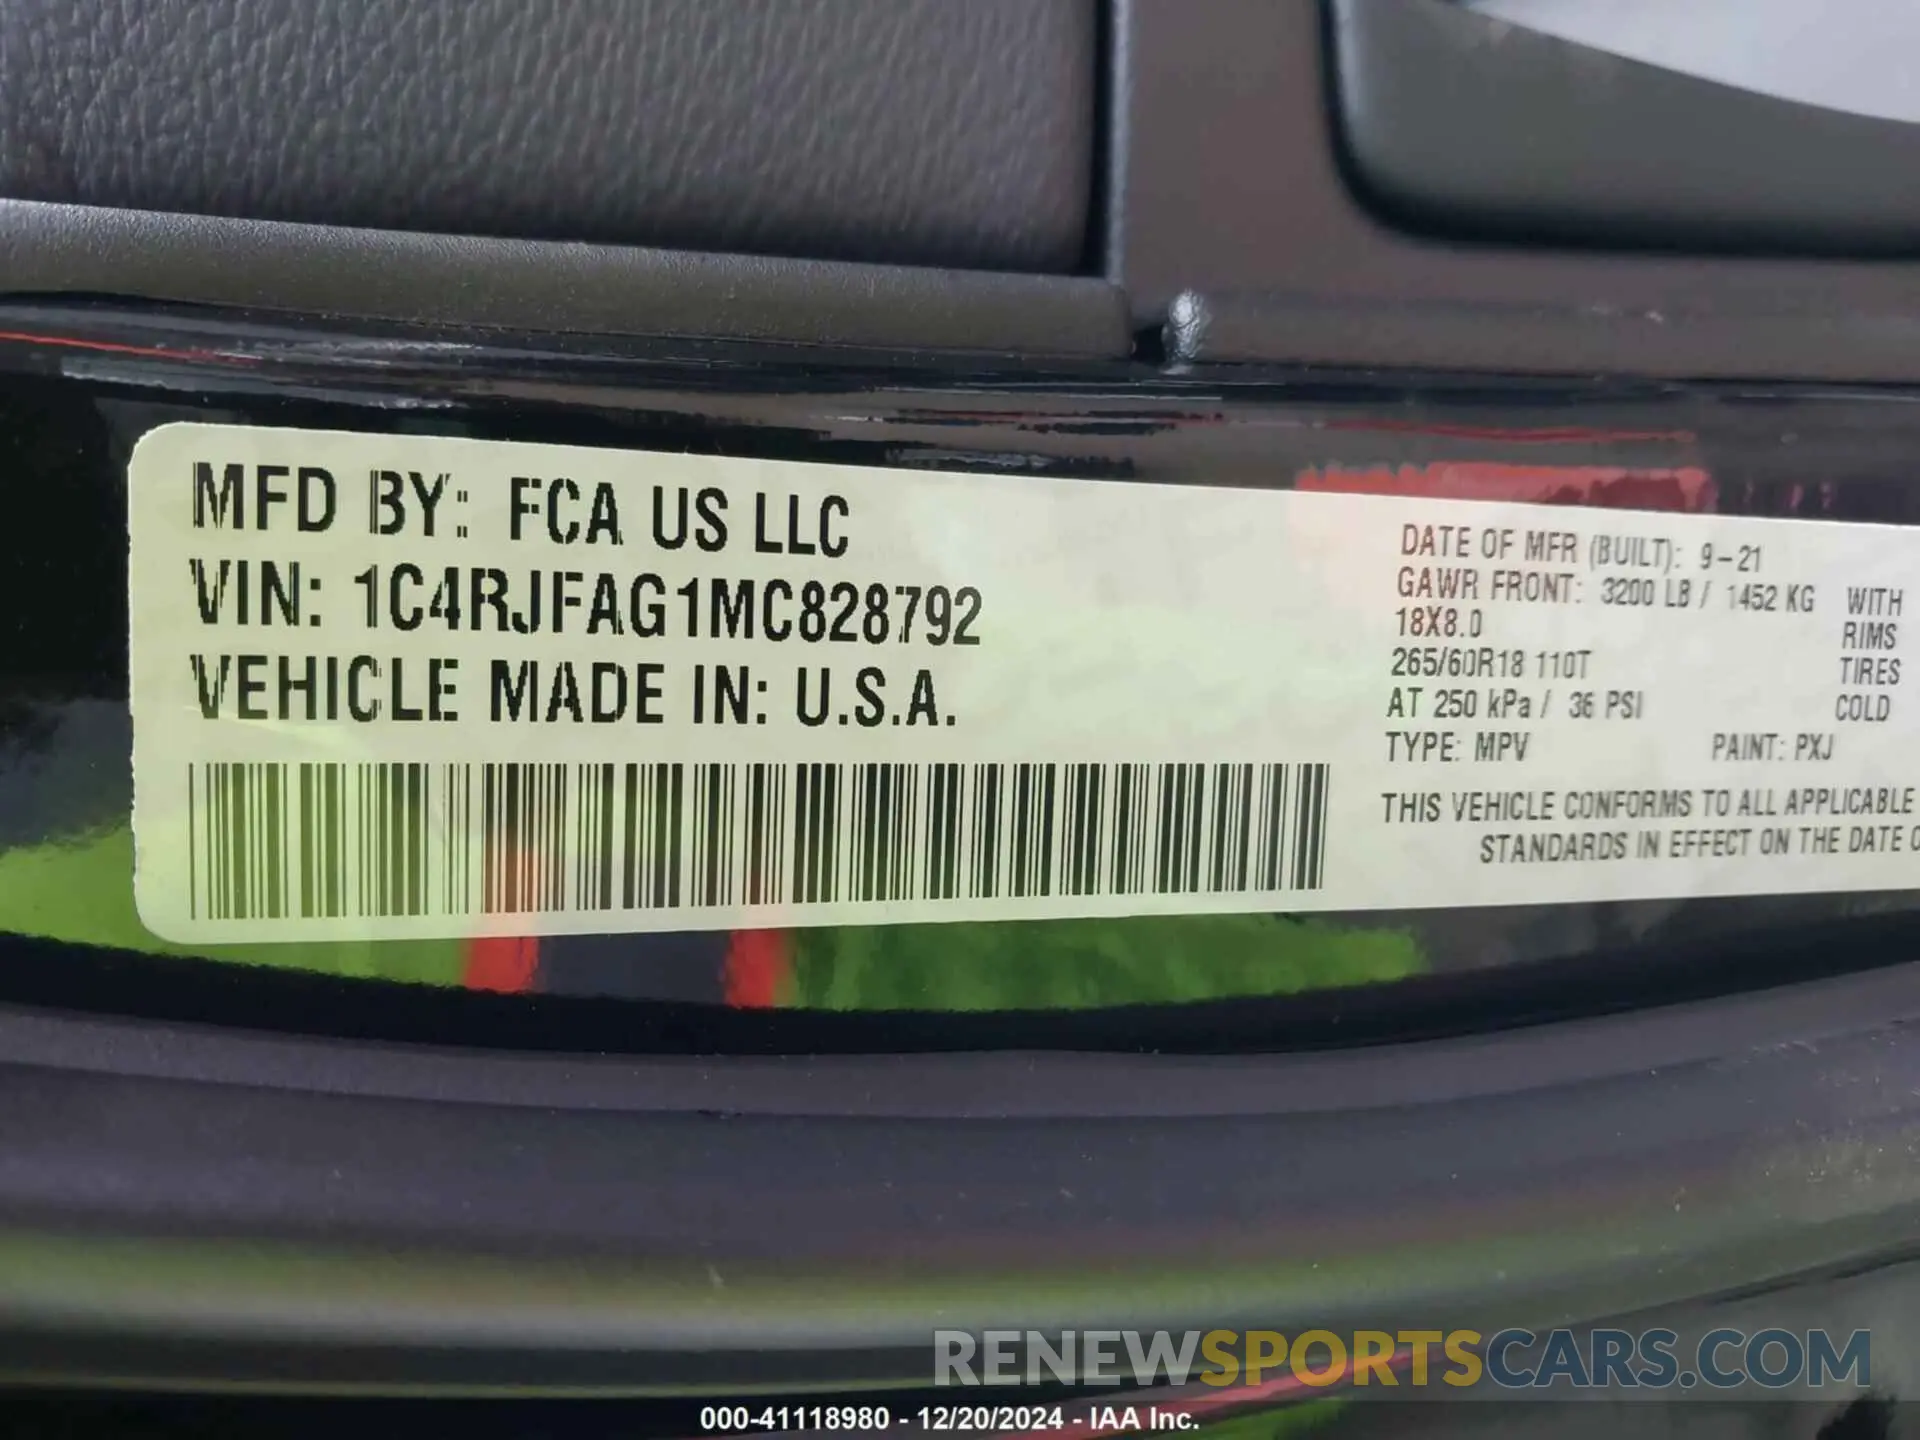 MFD BY: FCA US LLC
VIN: 1C4RJFAG1MC828792
VEHICLE MADE IN: U.S.A.
DATE OF MFR (BUILT): 9-21
GAWR FRONT: 3200 LB / 1452 KG WITH
18X8.0 RIMS
265/60R18 110T TIRES
AT 250 kPa / 36 PSI COLD
TYPE: MPV PAINT: PXJ
THIS VEHICLE CONFORMS TO ALL APPLICABLE
STANDARDS IN EFFECT ON THE DATE
RENEWSPORTSCARS.COM
000-41118980 - 12/20/2024 - IAA Inc.